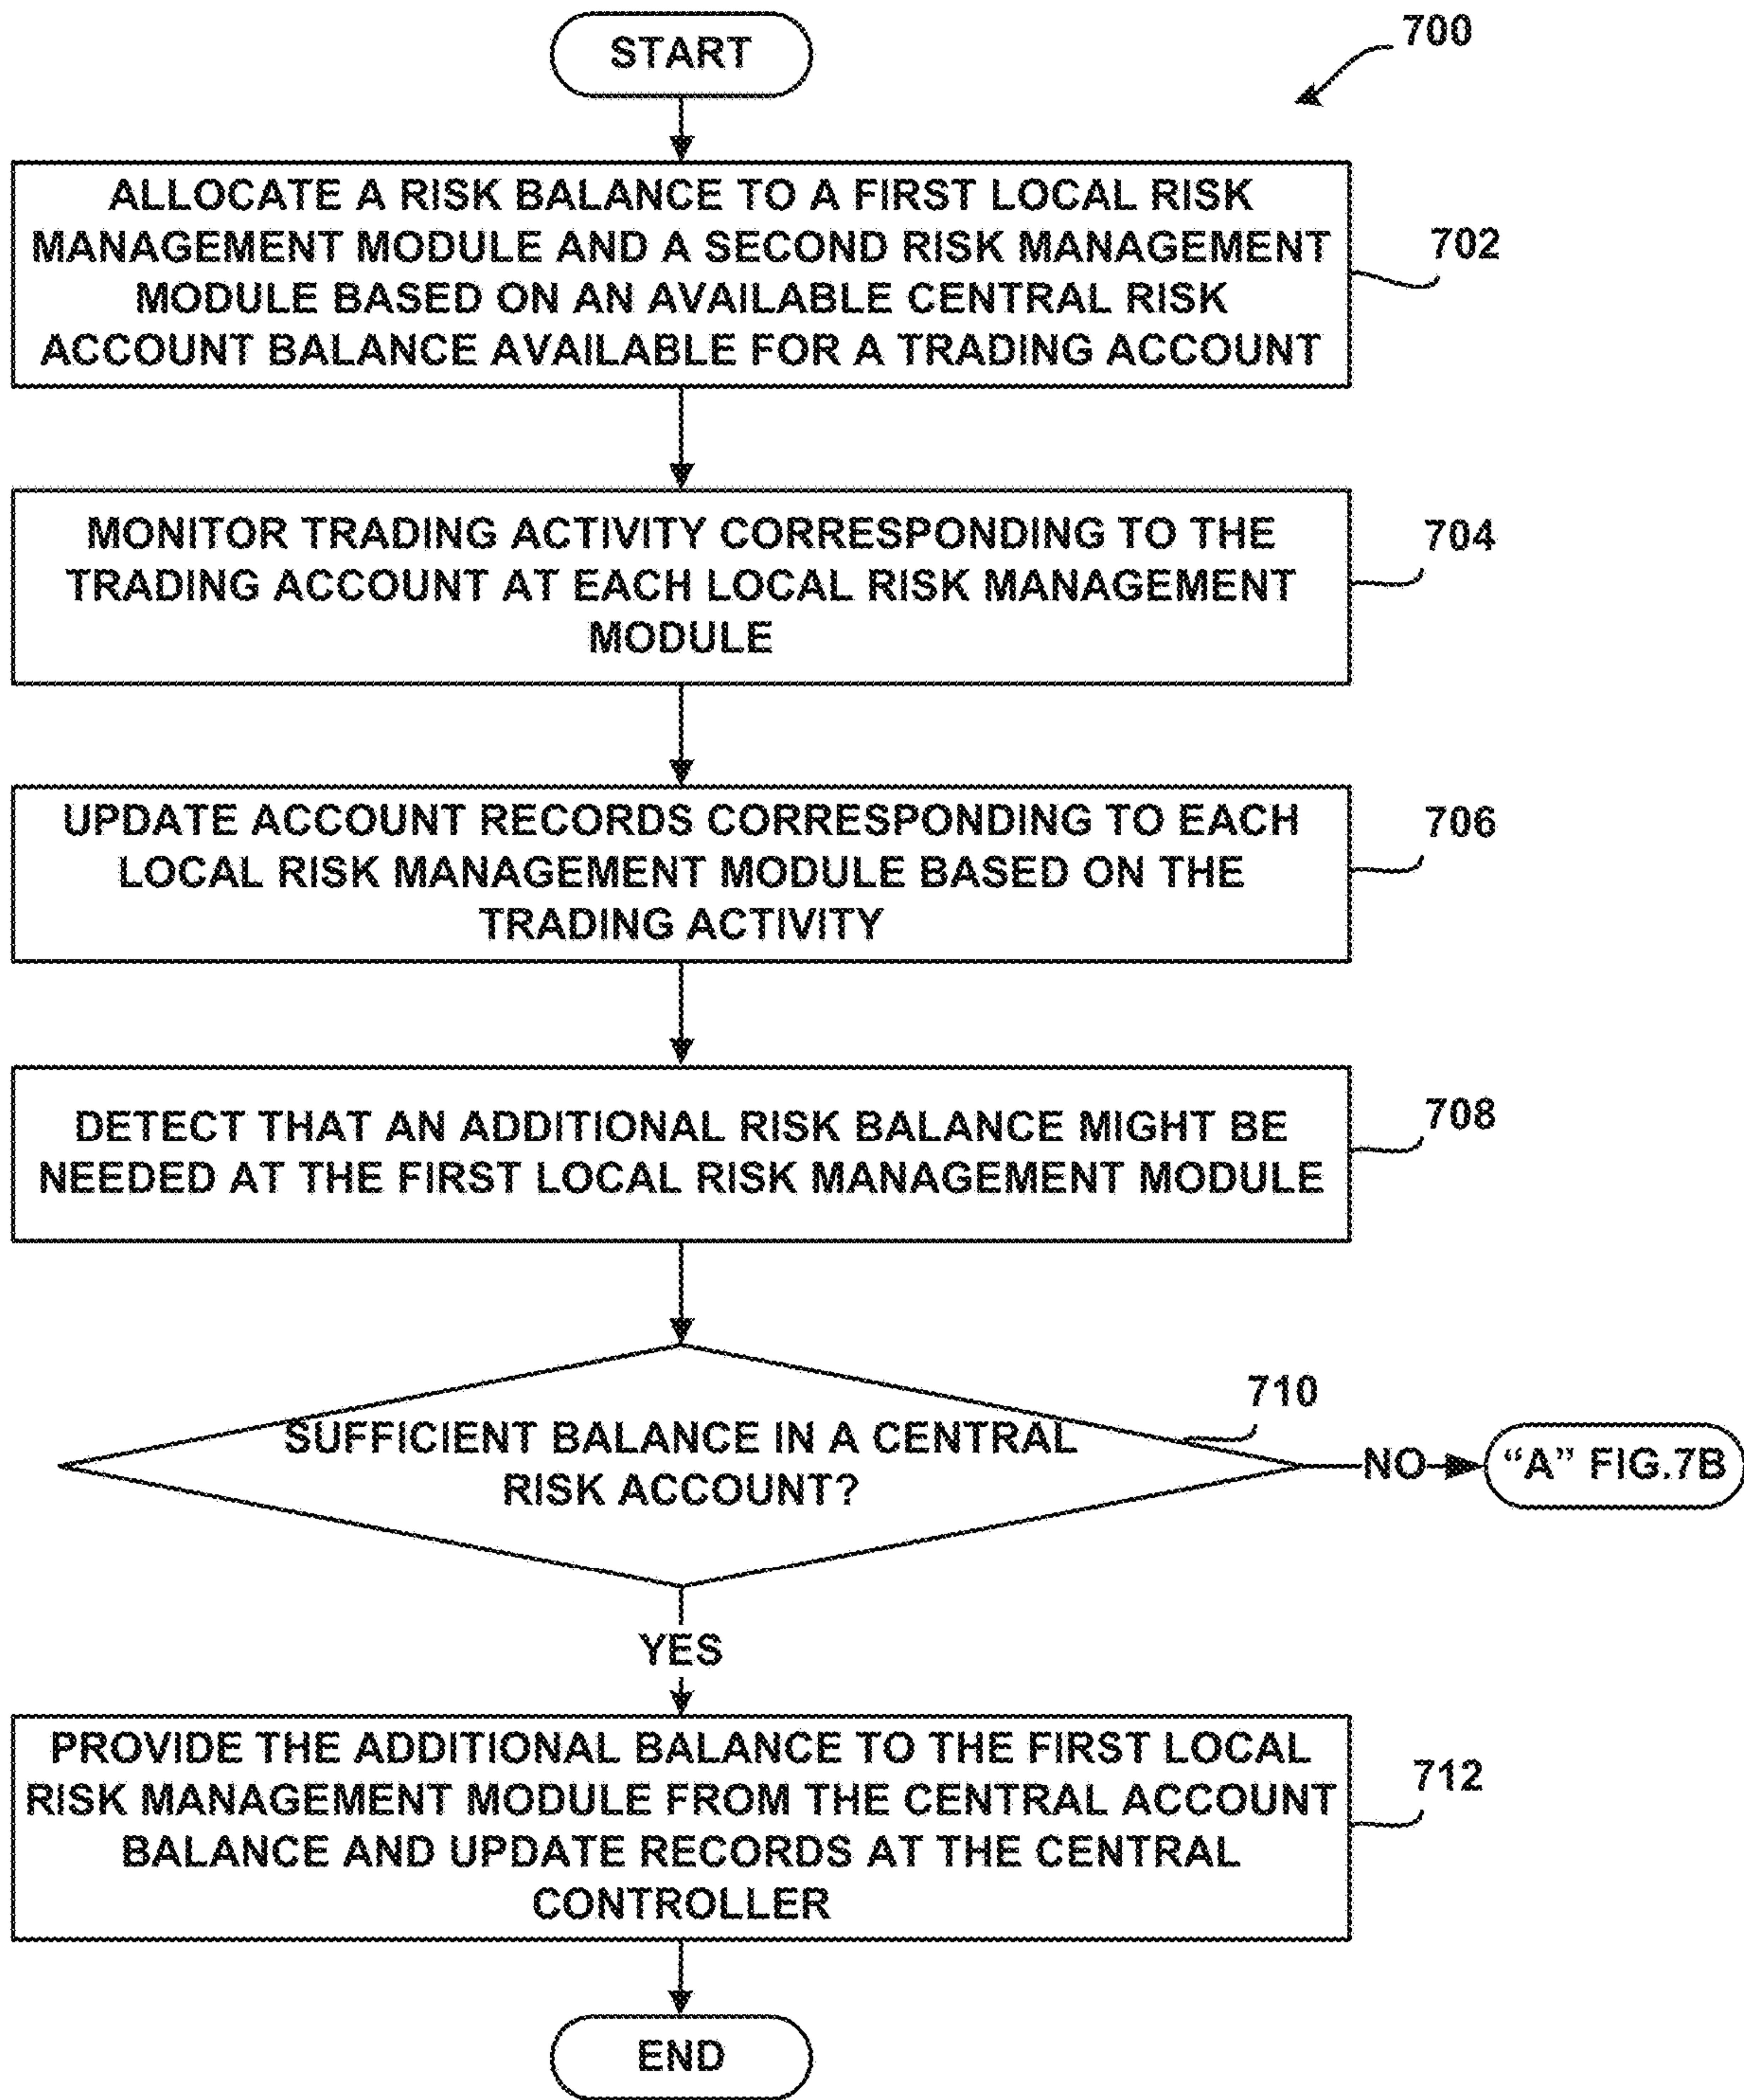 START
700
ALLOCATE A RISK BALANCE TO A FIRST LOCAL RISK
MANAGEMENT MODULE AND A SECOND RISK MANAGEMENT
MODULE BASED ON AN AVAILABLE CENTRAL RISK
ACCOUNT BALANCE AVAILABLE FOR A TRADING ACCOUNT
702
MONITOR TRADING ACTIVITY CORRESPONDING TO THE
TRADING ACCOUNT AT EACH LOCAL RISK MANAGEMENT
MODULE
704
UPDATE ACCOUNT RECORDS CORRESPONDING TO EACH
LOCAL RISK MANAGEMENT MODULE BASED ON THE
TRADING ACTIVITY
706
DETECT THAT AN ADDITIONAL RISK BALANCE MIGHT BE
NEEDED AT THE FIRST LOCAL RISK MANAGEMENT MODULE
708
SUFFICIENT BALANCE IN A CENTRAL
RISK ACCOUNT?
710
NO
“A” FIG.7B
YES
PROVIDE THE ADDITIONAL BALANCE TO THE FIRST LOCAL
RISK MANAGEMENT MODULE FROM THE CENTRAL ACCOUNT
BALANCE AND UPDATE RECORDS AT THE CENTRAL
CONTROLLER
712
END